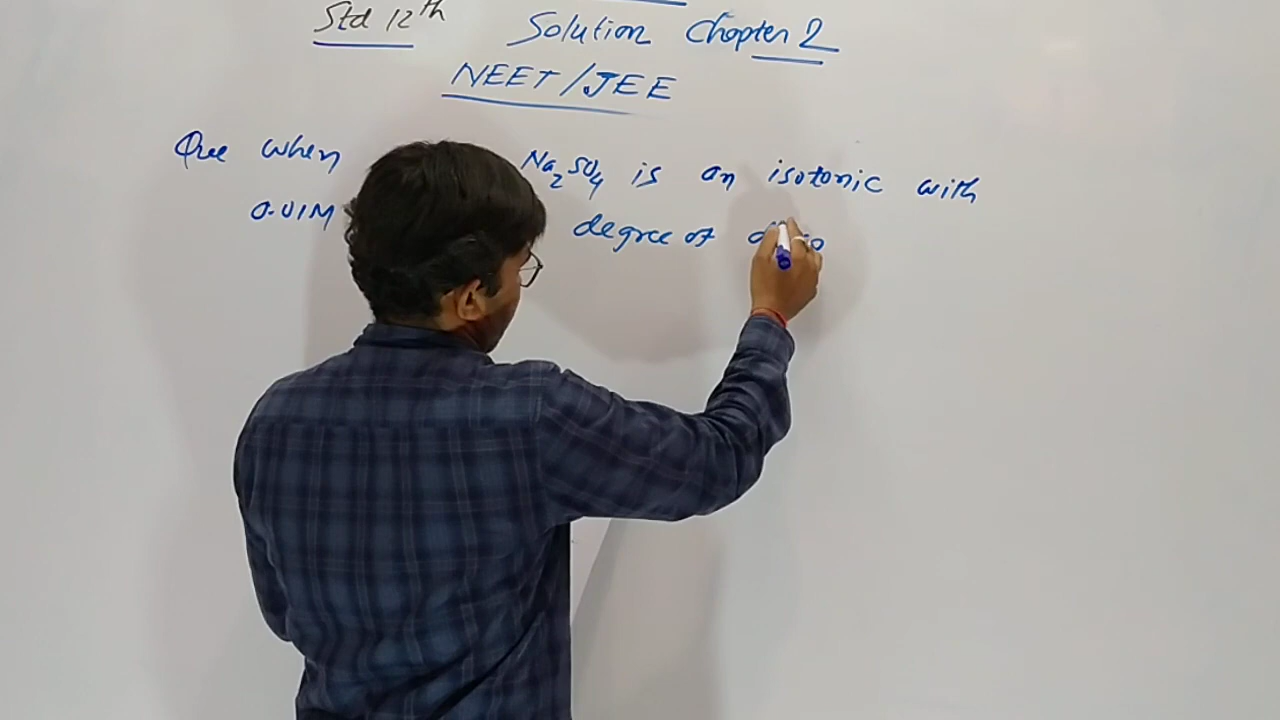 Std 12th
Solution Chapter 2
NEET/JEE
Que when Na2SO4 is an isotonic with
0.01M degree of